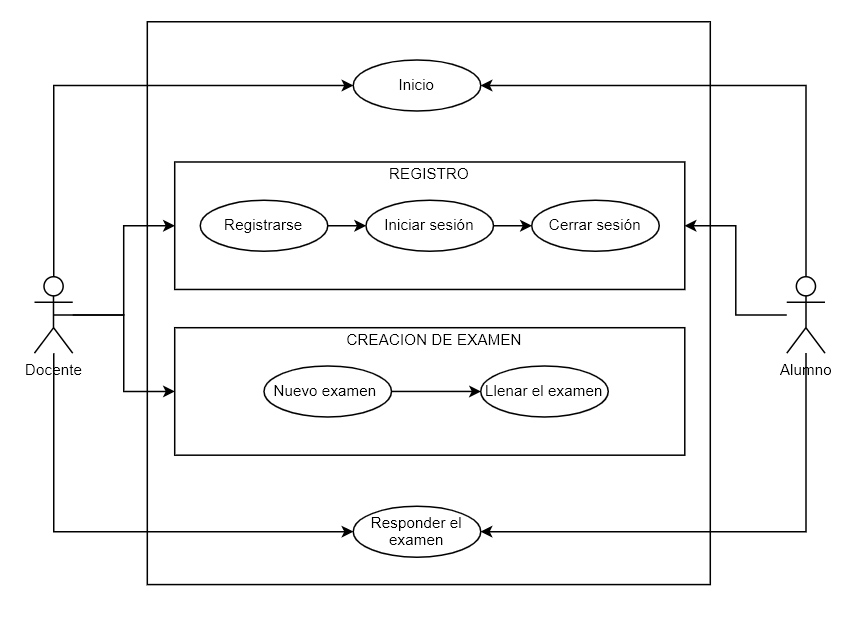 Inicio
REGISTRO
Registrarse
Iniciar sesión
Cerrar sesión
CREACION DE EXAMEN
Docente
Alumno
Nuevo examen
Llenar el examen
Responder el
examen